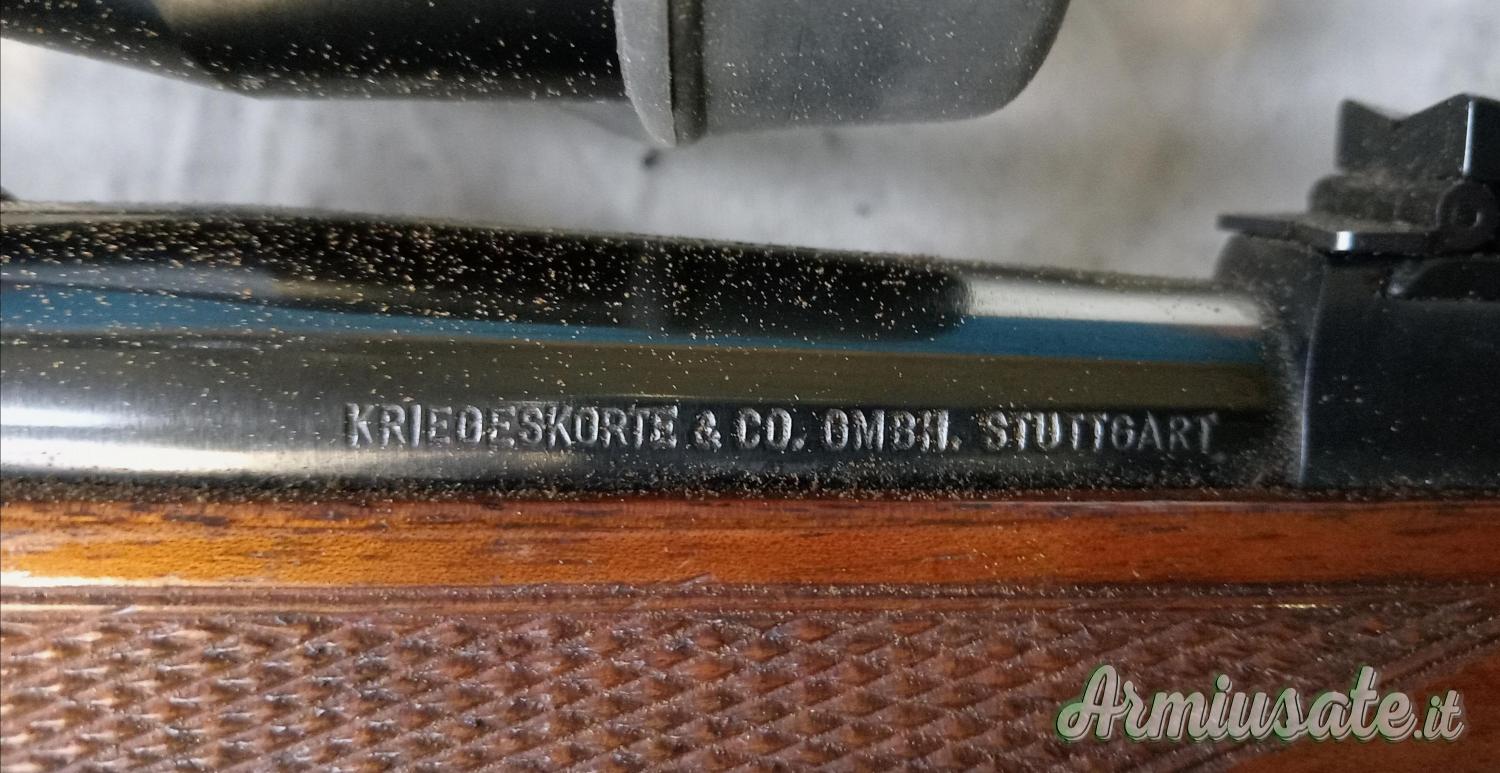 KRIEGESKORTE & CO. GMBH. STUTTGART
Armiusate.it